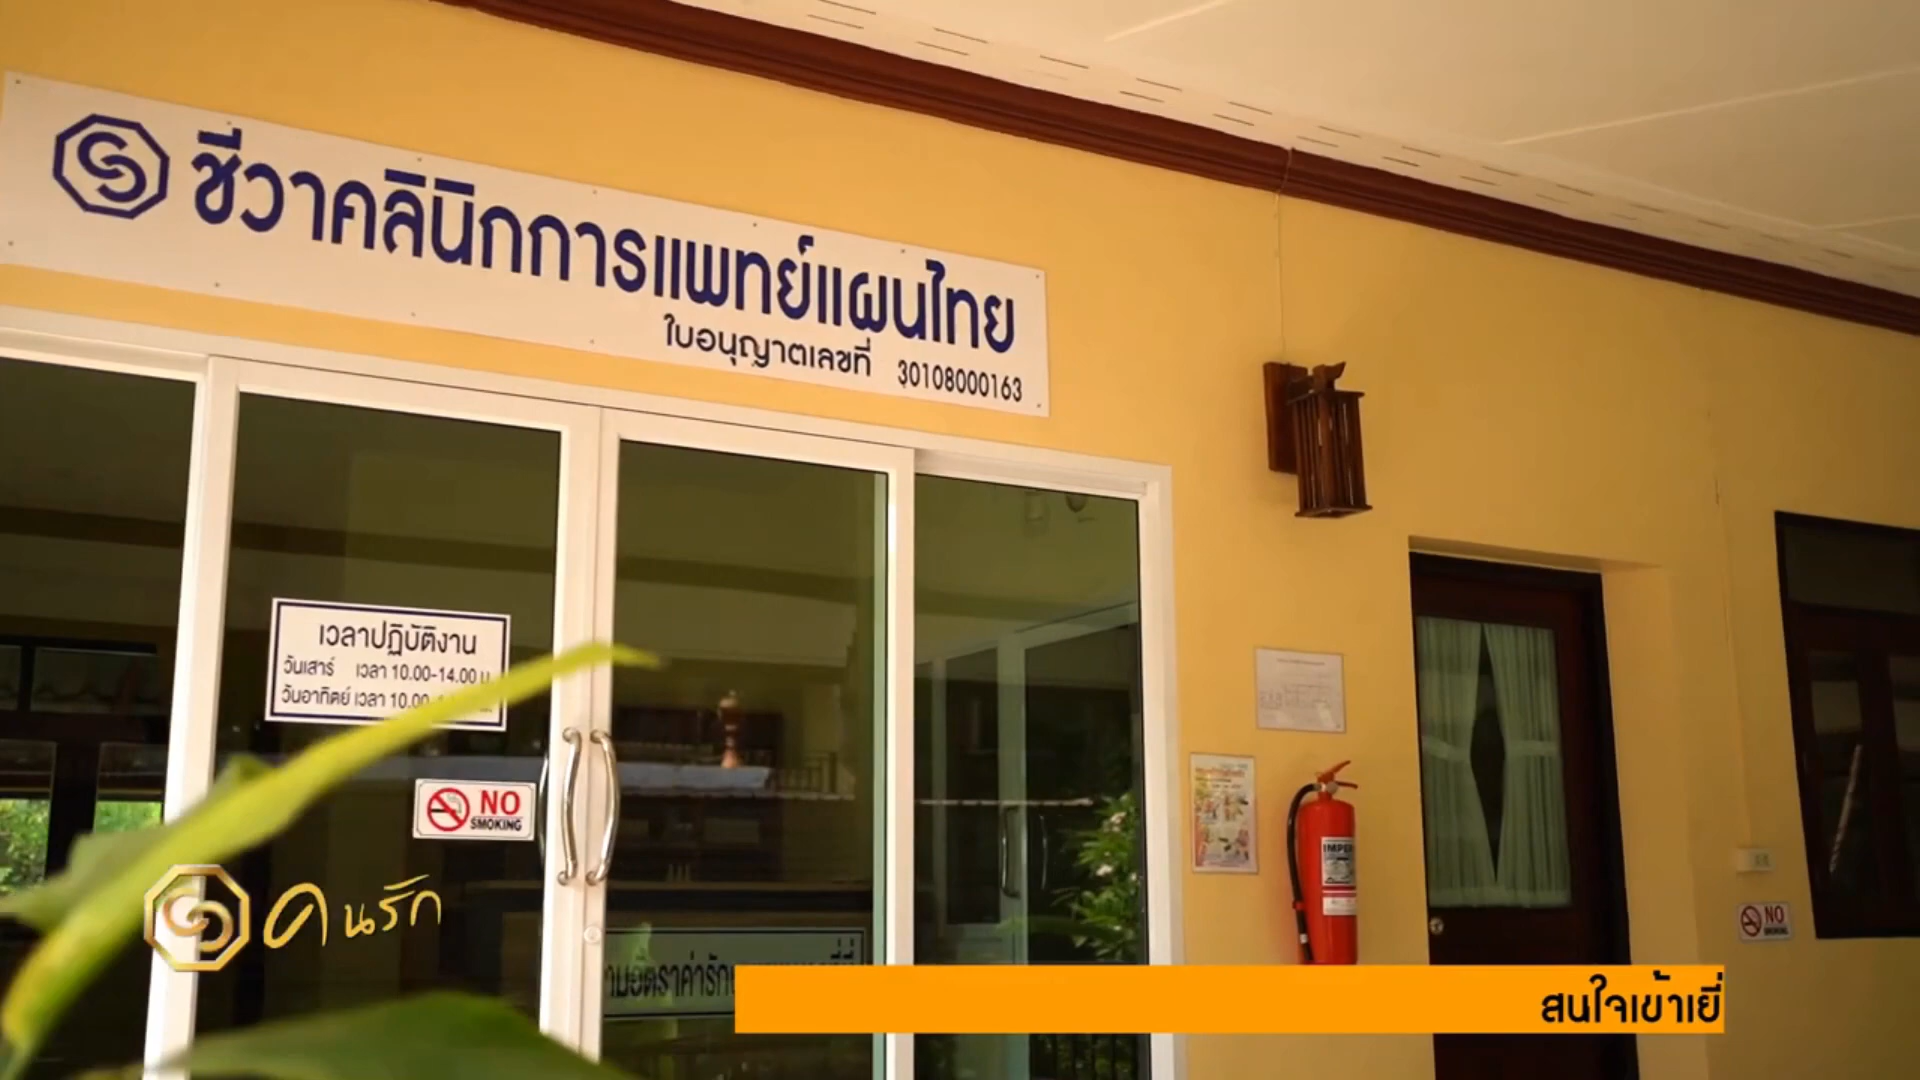 ชีวาคลินิกการแพทย์แผนไทย
ใบอนุญาตเลขที่ 30108000163
เวลาปฏิบัติงาน
วันเสาร์ เวลา 10.00-14.00 น.
วันอาทิตย์ เวลา 10.00
NO
SMOKING
คนรัก
IMPER
NO
SMOKING
สนใจเข้าเยี่